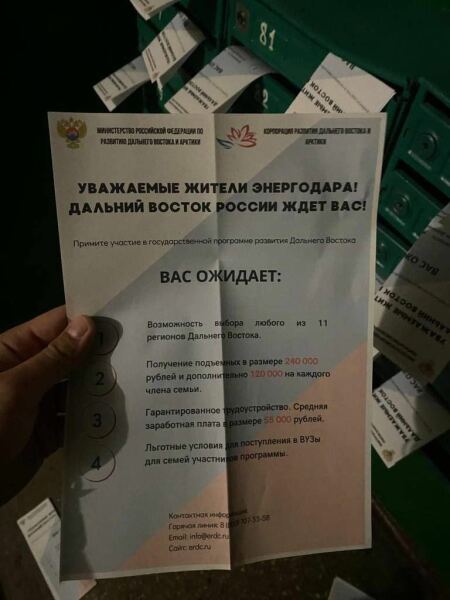 81
МИНИСТЕРСТВО РОССИЙСКОЙ ФЕДЕРАЦИИ ПО
РАЗВИТИЮ ДАЛЬНЕГО ВОСТОКА И АРКТИКИ
КОРПОРАЦИЯ РАЗВИТИЯ ДАЛЬНЕГО ВОСТОКА И
АРКТИКИ
УВАЖАЕМЫЕ ЖИТЕЛИ ЭНЕРГОДАРА!
ДАЛЬНИЙ ВОСТОК РОССИИ ЖДЕТ ВАС!
Примите участие в государственной программе развития Дальнего Востока
ВАС ОЖИДАЕТ:
1
Возможность выбора любого из 11
регионов Дальнего Востока.
2
Получение подъемных в размере 240 000
рублей и дополнительно 120 000 на каждого
члена семьи.
3
Гарантированное трудоустройство. Средняя
заработная плата в размере 55 000 рублей.
4
Льготные условия для поступления в ВУЗы
для семей участников программы.
Контактная информация
Горячая линия: 8 707-33-58
Email: info@erdc.ru
Сайт: erdc.ru